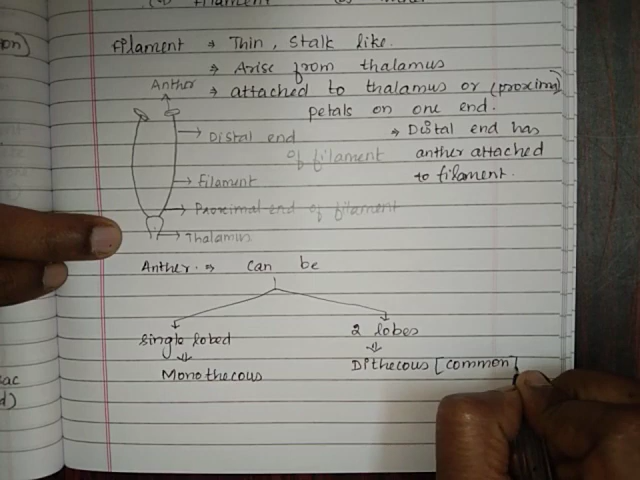 Filament → Thin, Stalk like.
→ Arise from thalamus
Anther → attached to thalamus or (proximal)
petals on one end.
→ Distal end → Distal end has
of filament anther attached
→ Filament to filament.
→ Proximal end of filament
→ Thalamus
Anther. → Can be
Single lobed 2 lobes
⇓ ⇓
Monothecous Dithecous [common]